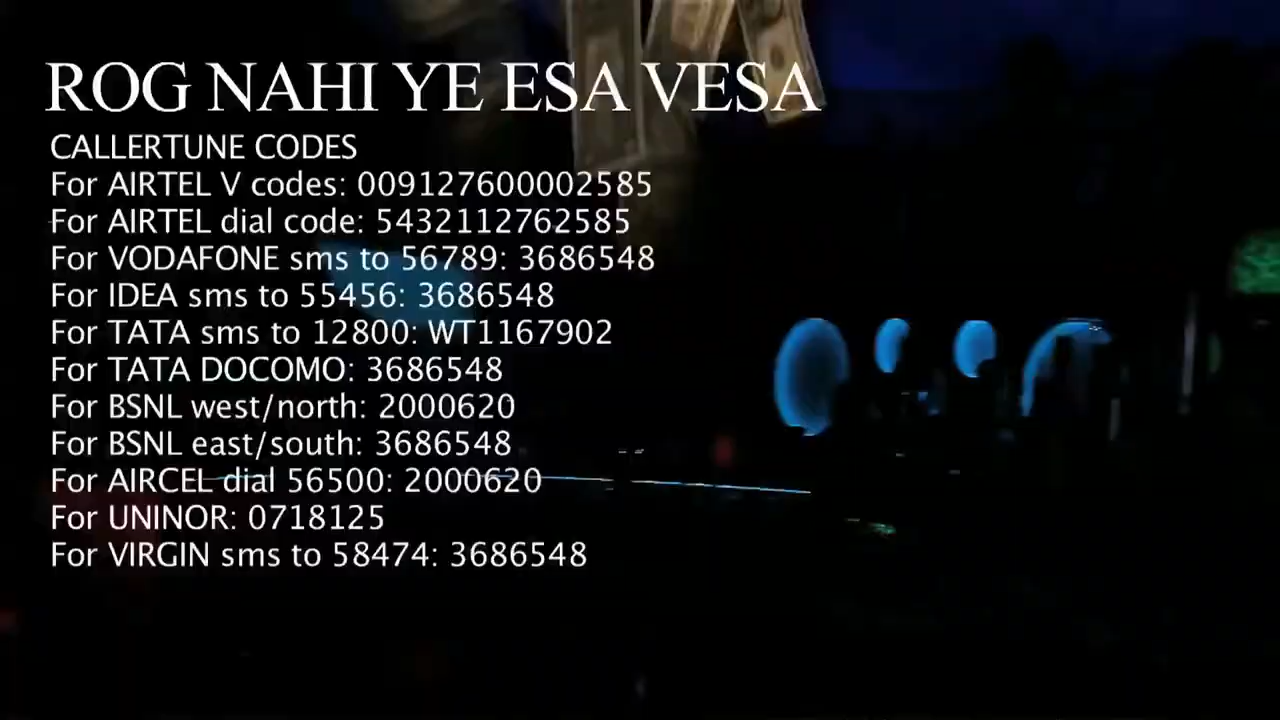 ROG NAHI YE ESA VESA
CALLERTUNE CODES
For AIRTEL V codes: 009127600002585
For AIRTEL dial code: 5432112762585
For VODAFONE sms to 56789: 3686548
For IDEA sms to 55456: 3686548
For TATA sms to 12800: WT1167902
For TATA DOCOMO: 3686548
For BSNL west/north: 2000620
For BSNL east/south: 3686548
For AIRCEL dial 56500: 2000620
For UNINOR: 0718125
For VIRGIN sms to 58474: 3686548